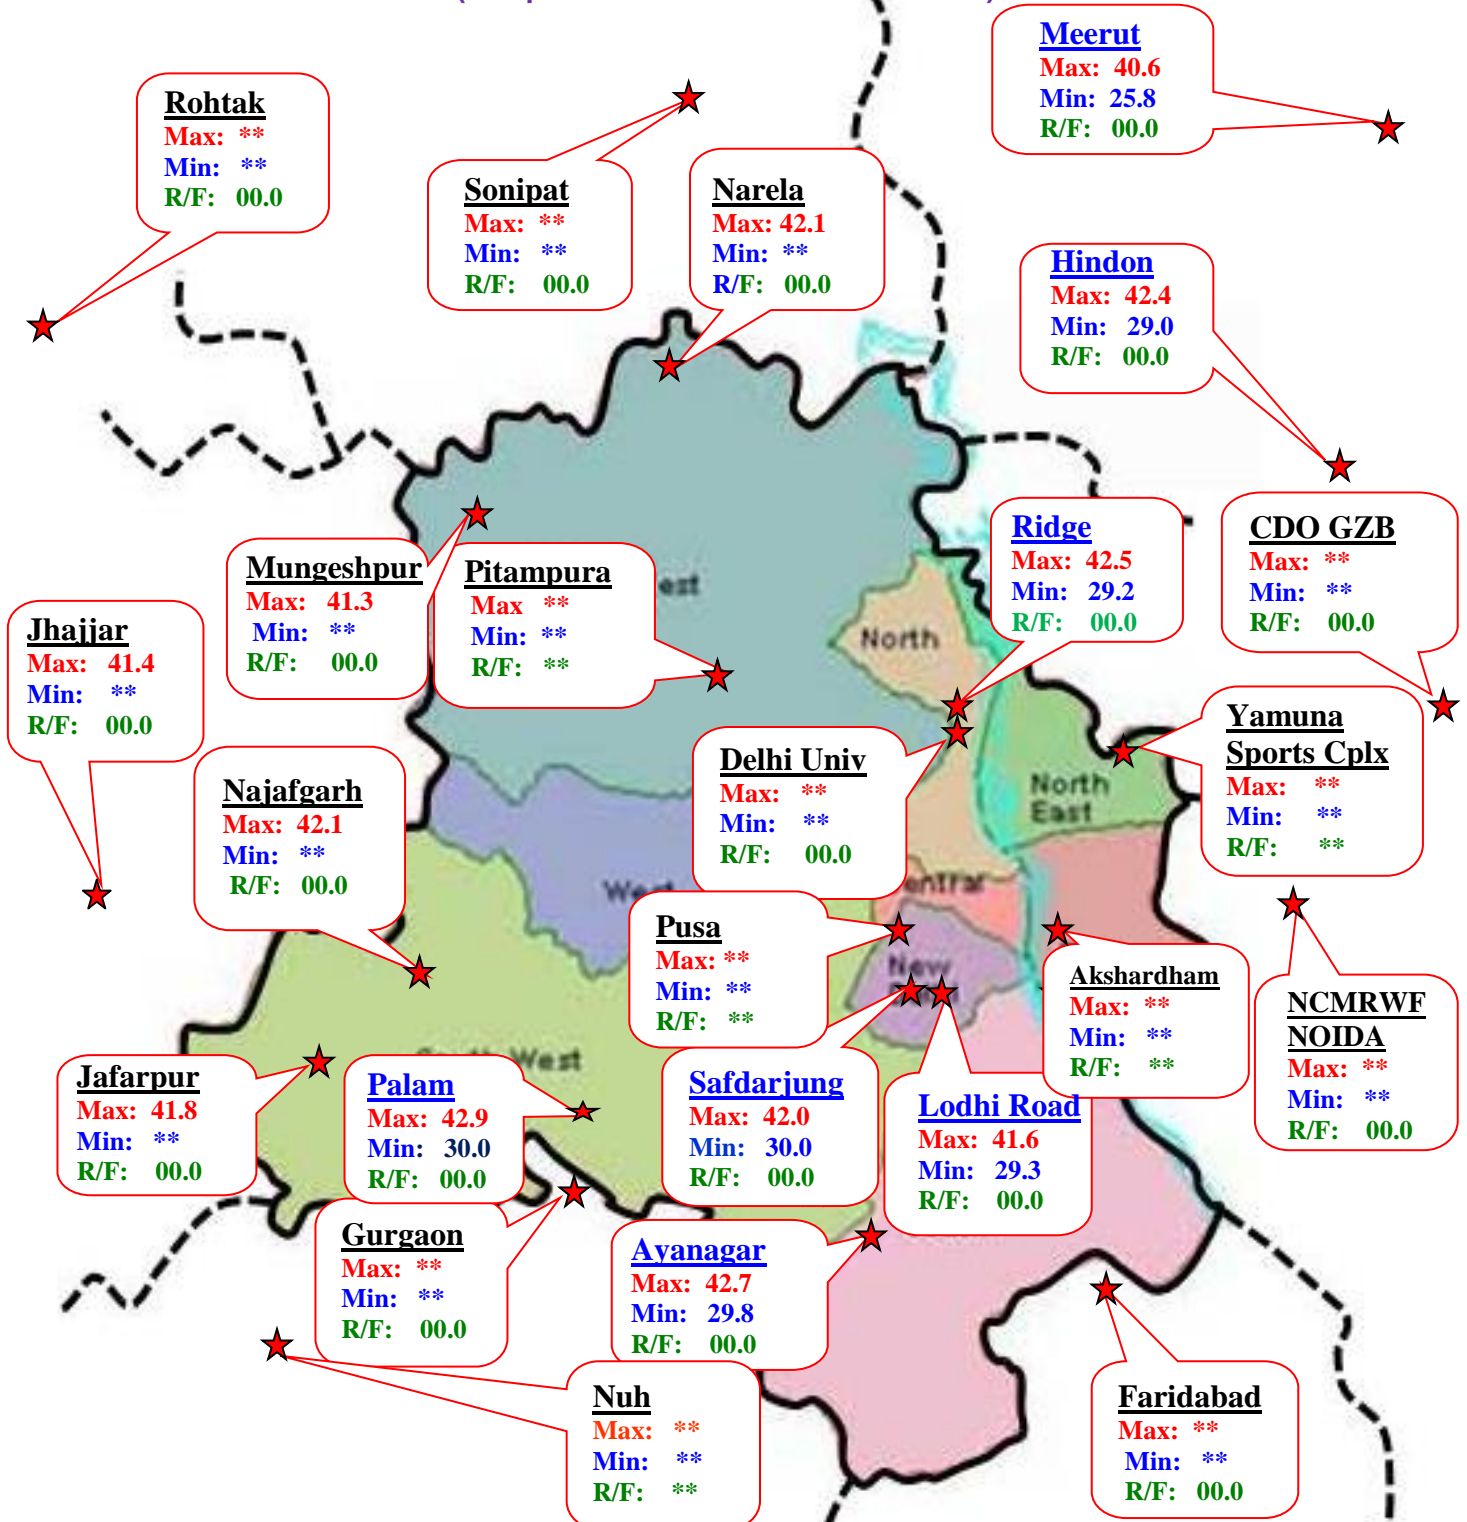 Meerut
Max: 40.6
Min: 25.8
R/F: 00.0
Rohtak
Max: **
Min: **
R/F: 00.0
Sonipat
Max: **
Min: **
R/F: 00.0
Narela
Max: 42.1
Min: **
R/F: 00.0
Hindon
Max: 42.4
Min: 29.0
R/F: 00.0
Ridge
Max: 42.5
Min: 29.2
R/F: 00.0
CDO GZB
Max: **
Min: **
R/F: 00.0
Mungeshpur
Max: 41.3
Min: **
R/F: 00.0
Pitampura
Max **
Min: **
R/F: **
est
North
Jhajjar
Max: 41.4
Min: **
R/F: 00.0
Yamuna
Sports Cplx
Max: **
Min: **
R/F: **
Delhi Univ
Max: **
Min: **
R/F: 00.0
North
East
Najafgarh
Max: 42.1
Min: **
R/F: 00.0
West
entral
Pusa
Max: **
Min: **
R/F: **
New
Akshardham
Max: **
Min: **
R/F: **
NCMRWF
NOIDA
Max: **
Min: **
R/F: 00.0
West
Jafarpur
Max: 41.8
Min: **
R/F: 00.0
Palam
Max: 42.9
Min: 30.0
R/F: 00.0
Safdarjung
Max: 42.0
Min: 30.0
R/F: 00.0
Lodhi Road
Max: 41.6
Min: 29.3
R/F: 00.0
Gurgaon
Max: **
Min: **
R/F: 00.0
Ayanagar
Max: 42.7
Min: 29.8
R/F: 00.0
Nuh
Max: **
Min: **
R/F: **
Faridabad
Max: **
Min: **
R/F: 00.0